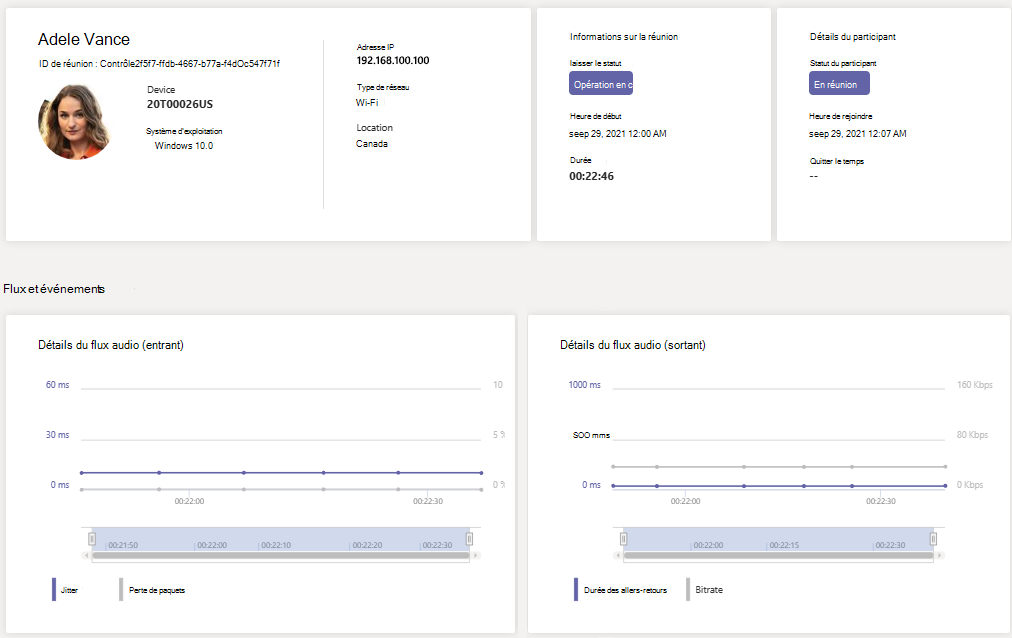 Adele Vance
ID de réunion : Contrôle2f5f7-ffdb-4667-b77a-f4dOc547f71f
Device
20T00026US
Système d'exploitation
Windows 10.0
Adresse IP
192.168.100.100
Type de réseau
Wi-Fi
Location
Canada
Informations sur la réunion
laisser le statut
Opération en c
Heure de début
seep 29, 2021 12:00 AM
Durée
00:22:46
Détails du participant
Statut du participant
En réunion
Heure de rejoindre
seep 29, 2021 12:07 AM
Quitter le temps
--
Flux et événements
Détails du flux audio (entrant)
60 ms 10
30 ms 5 %
0 ms 0 %
00:22:00 00:22:30
00:21:50 00:22:00 00:22:10 00:22:20 00:22:30
Jitter Perte de paquets
Détails du flux audio (sortant)
1000 ms 160 Kbps
SOO mms 80 Kbps
0 ms 0 Kbps
00:22:00 00:22:30
00:22:00 00:22:15 00:22:30
Durée des allers-retours Bitrate